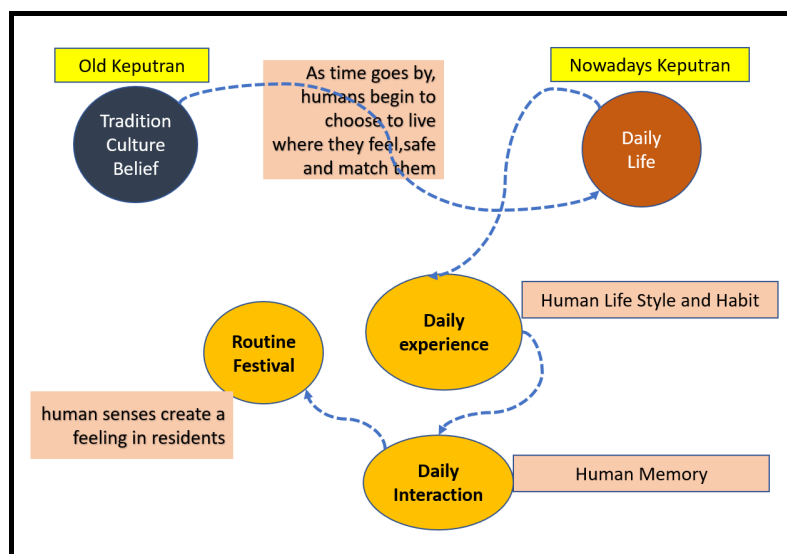 Old Keputran
Tradition
Culture
Belief
As time goes by,
humans begin to
choose to live
where they feel,safe
and match them
Nowadays Keputran
Daily
Life
Daily
experience
Human Life Style and Habit
Routine
Festival
human senses create a
feeling in residents
Daily
Interaction
Human Memory